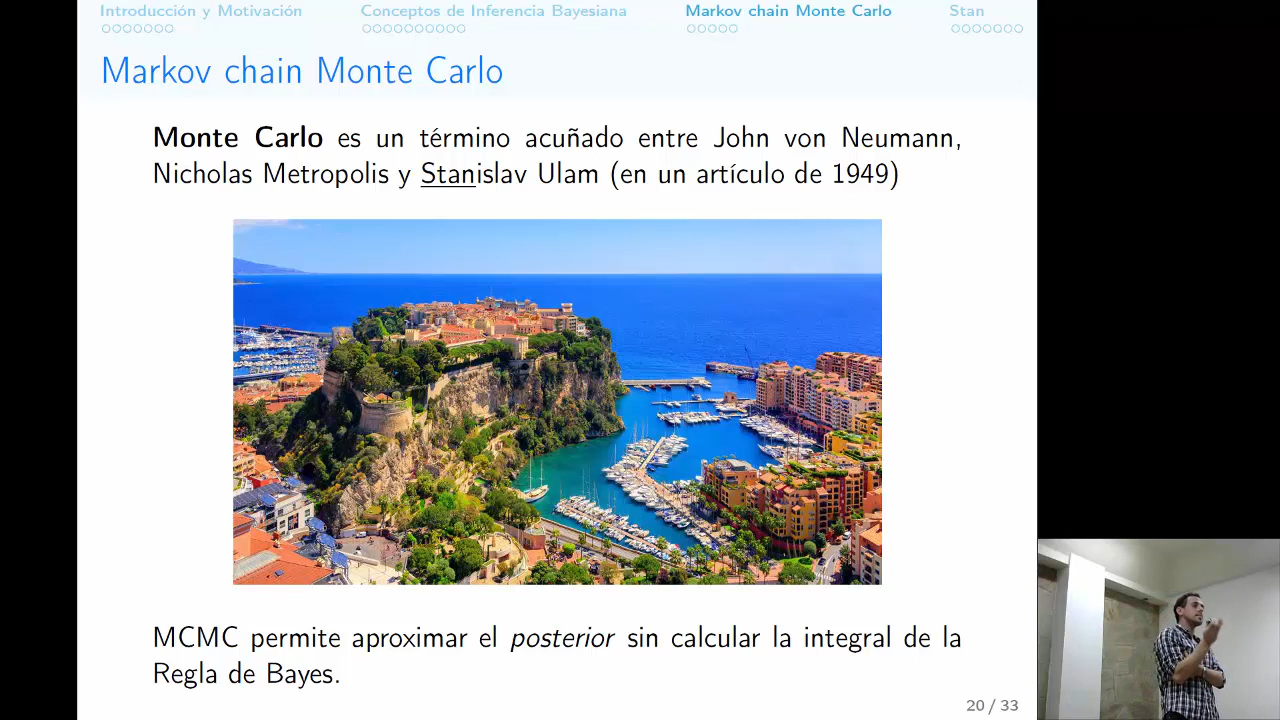 Introducción y Motivación
Conceptos de Inferencia Bayesiana
Markov chain Monte Carlo
Stan
Markov chain Monte Carlo
Monte Carlo es un término acuñado entre John von Neumann,
Nicholas Metropolis y Stanislav Ulam (en un artículo de 1949)
MCMC permite aproximar el posterior sin calcular la integral de la
Regla de Bayes.
20 / 33